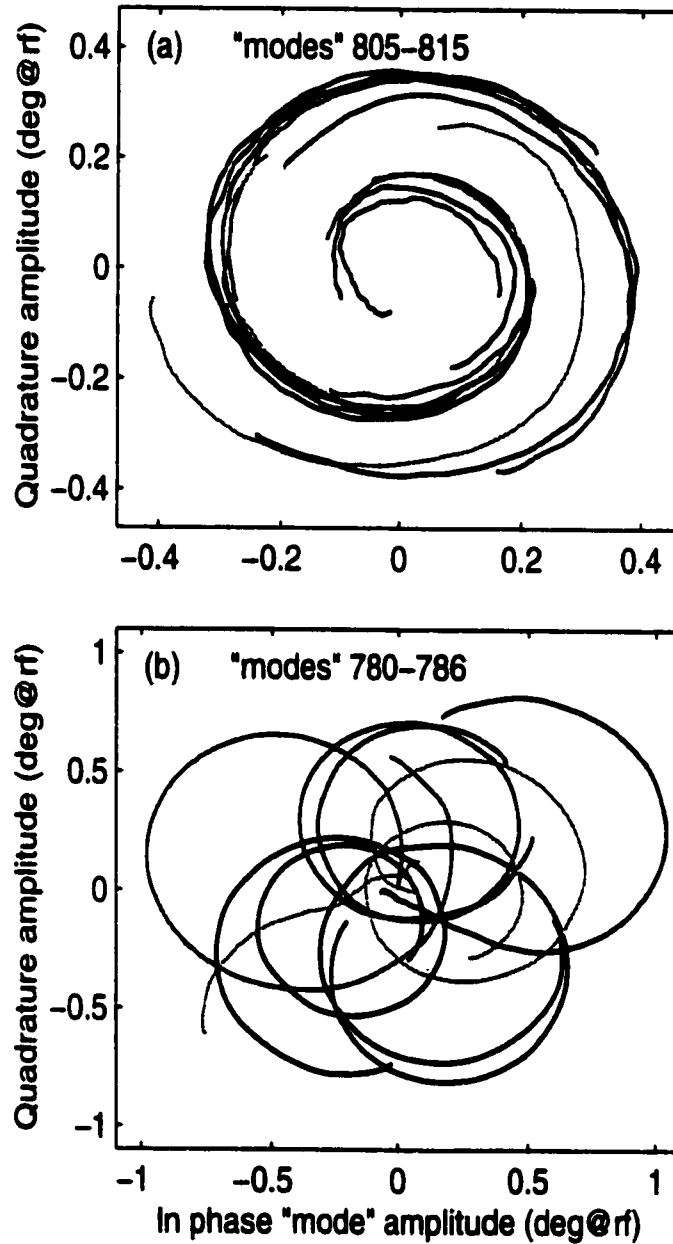 (a) "modes" 805–815
Quadrature amplitude (deg@rf)
0.4
0.2
0
−0.2
−0.4
−0.4 −0.2 0 0.2 0.4
(b) "modes" 780–786
Quadrature amplitude (deg@rf)
1
0.5
0
−0.5
−1
−1 −0.5 0 0.5 1
In phase "mode" amplitude (deg@rf)